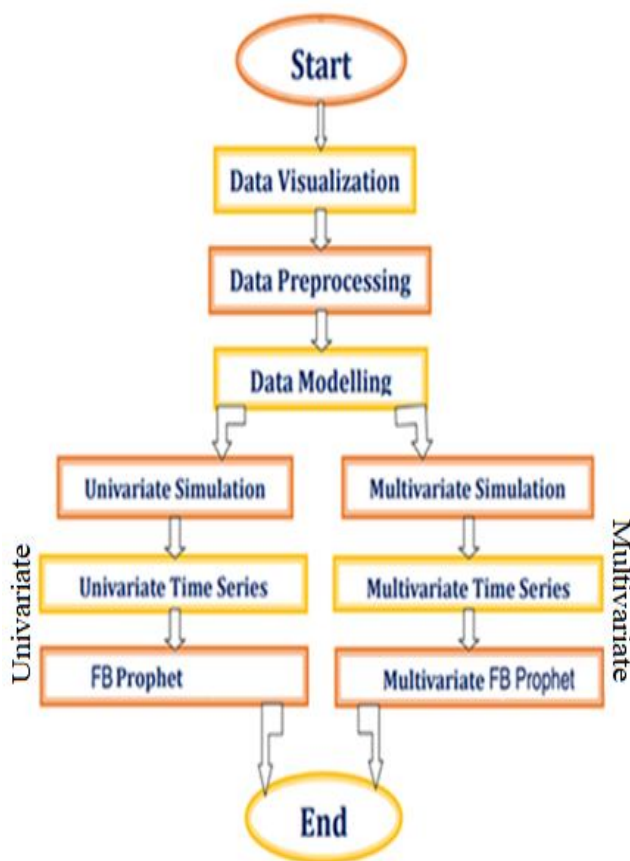 Start
Data Visualization
Data Preprocessing
Data Modelling
Univariate Simulation
Multivariate Simulation
Univariate Time Series
Multivariate Time Series
FB Prophet
Multivariate FB Prophet
Univariate
Multivariate
End